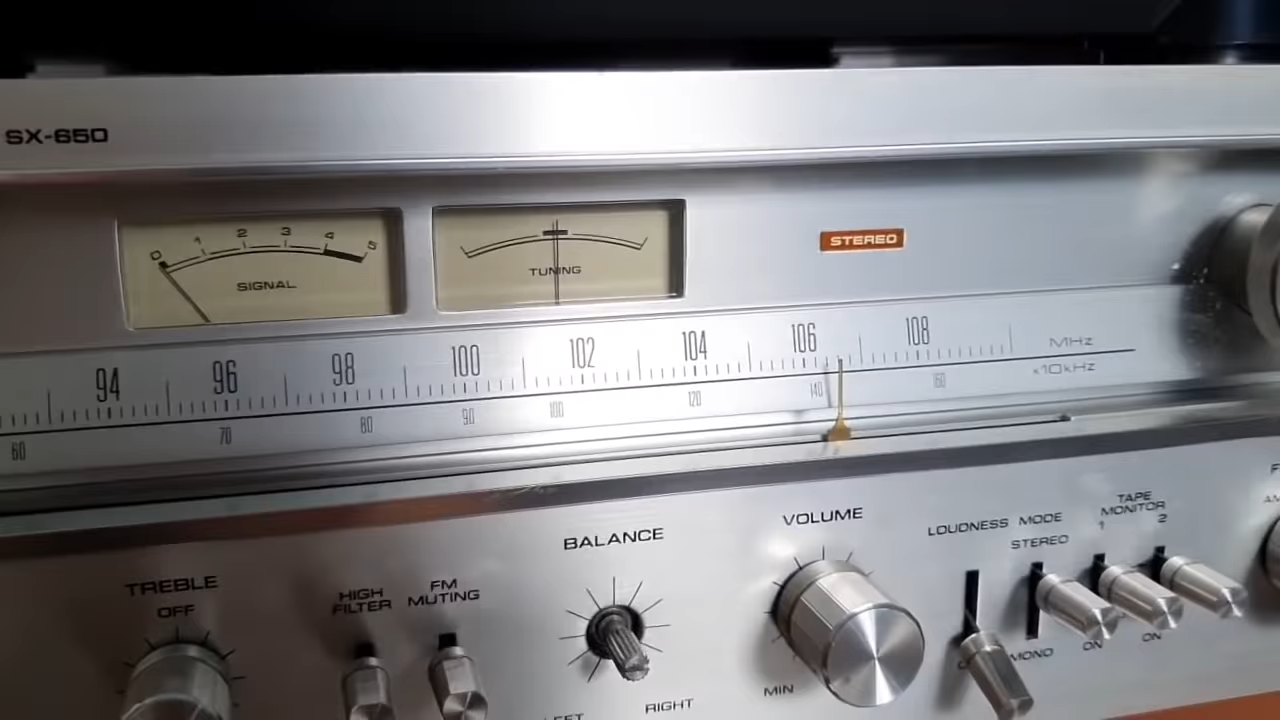 SX-650
0 1 2 3 4 5
SIGNAL
TUNING
STEREO
94 96 98 100 102 104 106 108 MHz
60 70 80 90 100 120 140 160 x10kHz
TREBLE
OFF
HIGH
FILTER
FM
MUTING
BALANCE
RIGHT
VOLUME
MIN
LOUDNESS
MODE
STEREO
MONO
TAPE
MONITOR
1 2
ON ON